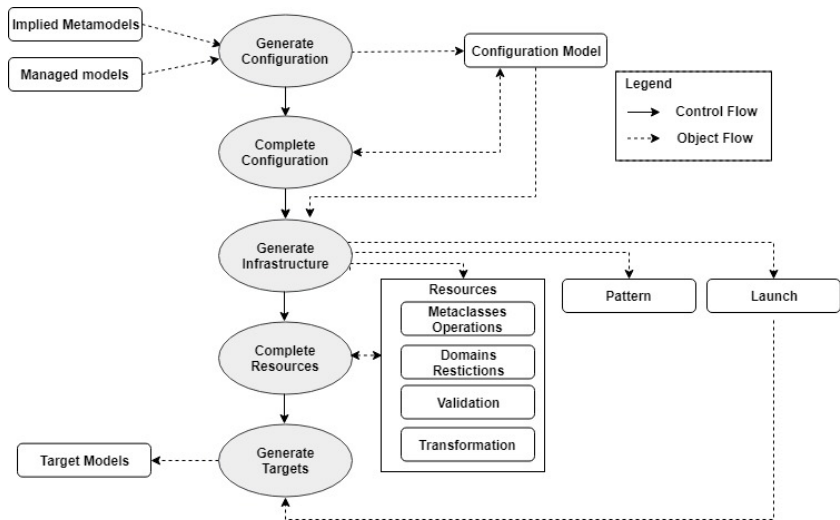 Implied Metamodels
Managed models
Generate
Configuration
Configuration Model
Legend
Control Flow
Object Flow
Complete
Configuration
Generate
Infrastructure
Resources
Metaclasses
Operations
Domains
Restictions
Validation
Transformation
Pattern
Launch
Complete
Resources
Generate
Targets
Target Models